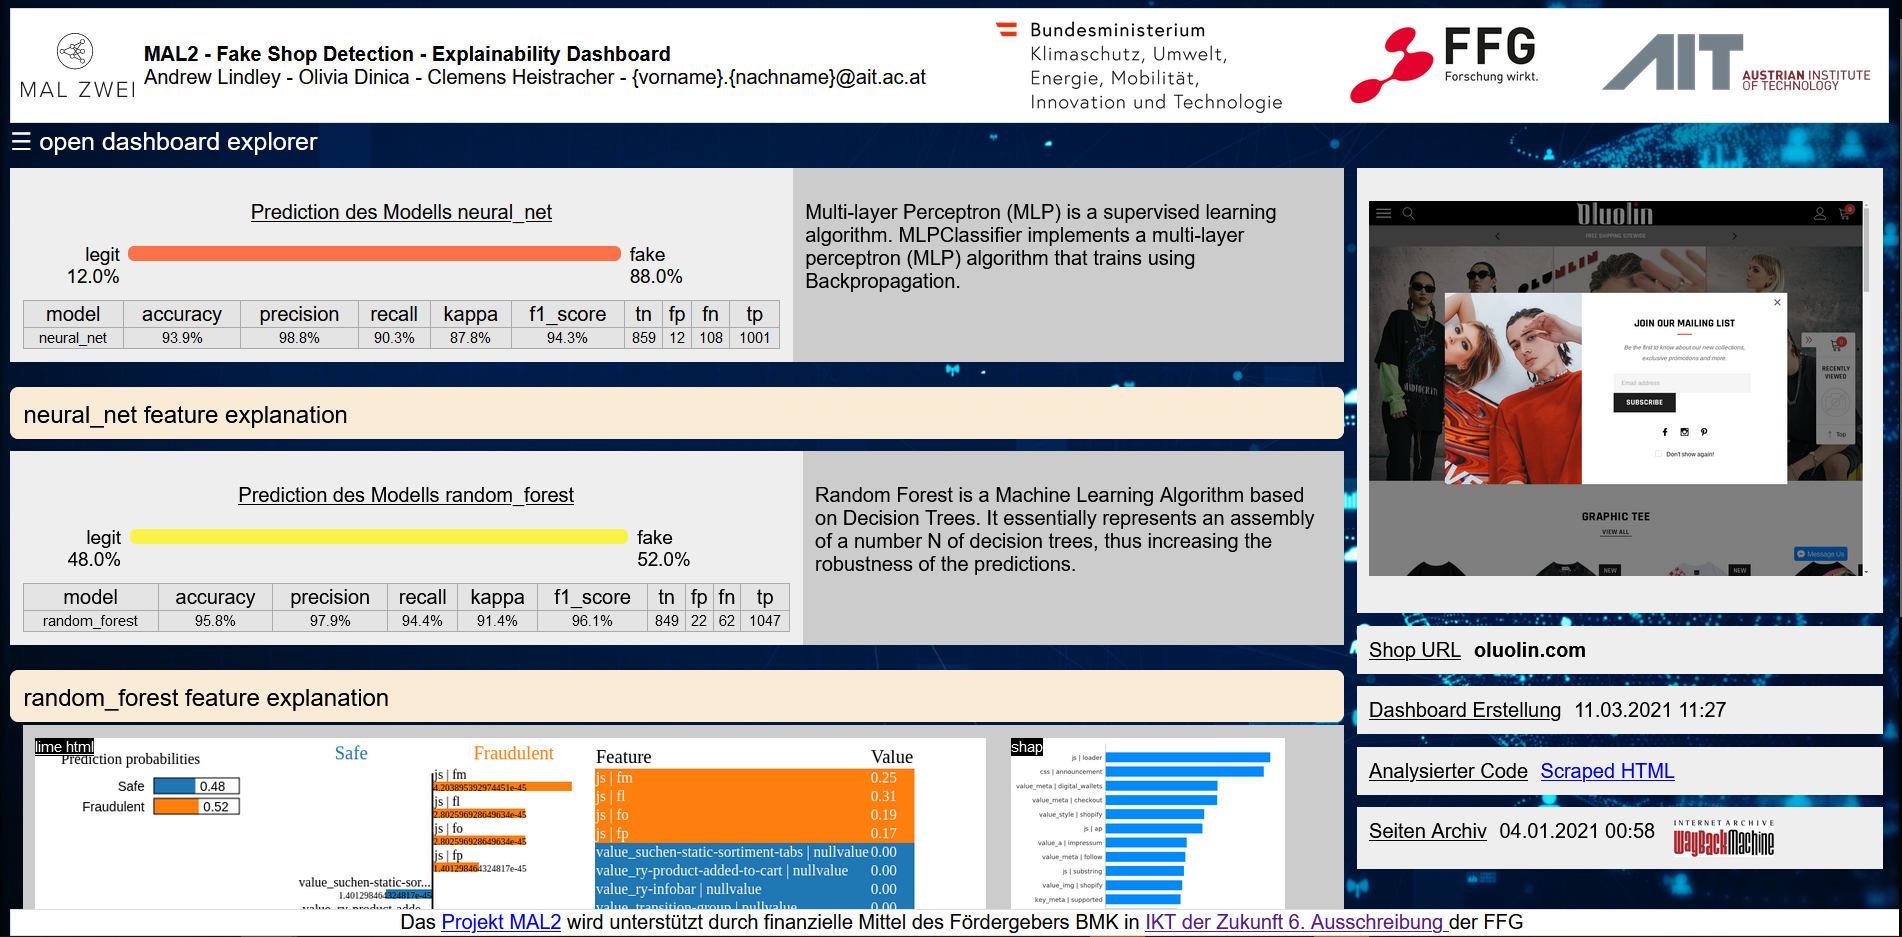 MAL ZWEI
MAL2 - Fake Shop Detection - Explainability Dashboard
Andrew Lindley - Olivia Dinica - Clemens Heistracher - {vorname}.{nachname}@ait.ac.at
Bundesministerium
Klimaschutz, Umwelt,
Energie, Mobilität,
Innovation und Technologie
FFG
Forschung wirkt.
AIT
AUSTRIAN INSTITUTE
OF TECHNOLOGY
☰ open dashboard explorer
Prediction des Modells neural_net
legit fake
12.0% 88.0%
model accuracy precision recall kappa f1_score tn fp fn tp
neural_net 93.9% 98.8% 90.3% 87.8% 94.3% 859 12 108 1001
Multi-layer Perceptron (MLP) is a supervised learning
algorithm. MLPClassifier implements a multi-layer
perceptron (MLP) algorithm that trains using
Backpropagation.
neural_net feature explanation
Prediction des Modells random_forest
legit fake
48.0% 52.0%
model accuracy precision recall kappa f1_score tn fp fn tp
random_forest 95.8% 97.9% 94.4% 91.4% 96.1% 849 22 62 1047
Random Forest is a Machine Learning Algorithm based
on Decision Trees. It essentially represents an assembly
of a number N of decision trees, thus increasing the
robustness of the predictions.
random_forest feature explanation
lime html
Prediction probabilities
Safe 0.48
Fraudulent 0.52
Safe Fraudulent
js | fm
4.203895392974451e-45
js | fl
2.802596928649634e-45
js | fo
2.802596928649634e-45
js | fp
1.401298464324817e-45
value_suchen-static-sor...
1.401298464324817e-45
value_ry-product-adde...
Feature Value
js | fm 0.25
js | fl 0.31
js | fo 0.19
js | fp 0.17
value_suchen-static-sortiment-tabs | nullvalue 0.00
value_ry-product-added-to-cart | nullvalue 0.00
value_ry-infobar | nullvalue 0.00
value_transition-group | nullvalue 0.00
shap
js | loader
css | announcement
value_meta | digital_wallets
value_meta | checkout
value_style | shopify
js | ap
value_a | impressum
value_meta | follow
js | substring
value_img | shopify
key_meta | supported
Oluolin
0
FREE SHIPPING SITEWIDE
JOIN OUR MAILING LIST
Be the first to know about our new collections,
exclusive promotions and more.
Email address
SUBSCRIBE
Don't show again!
0
RECENTLY
VIEWED
Top
GRAPHIC TEE
VIEW ALL
Message Us
NEW NEW
Shop URL oluolin.com
Dashboard Erstellung 11.03.2021 11:27
Analysierter Code Scraped HTML
Seiten Archiv 04.01.2021 00:58
INTERNET ARCHIVE
WayBackMachine
Das Projekt MAL2 wird unterstützt durch finanzielle Mittel des Fördergebers BMK in IKT der Zukunft 6. Ausschreibung der FFG